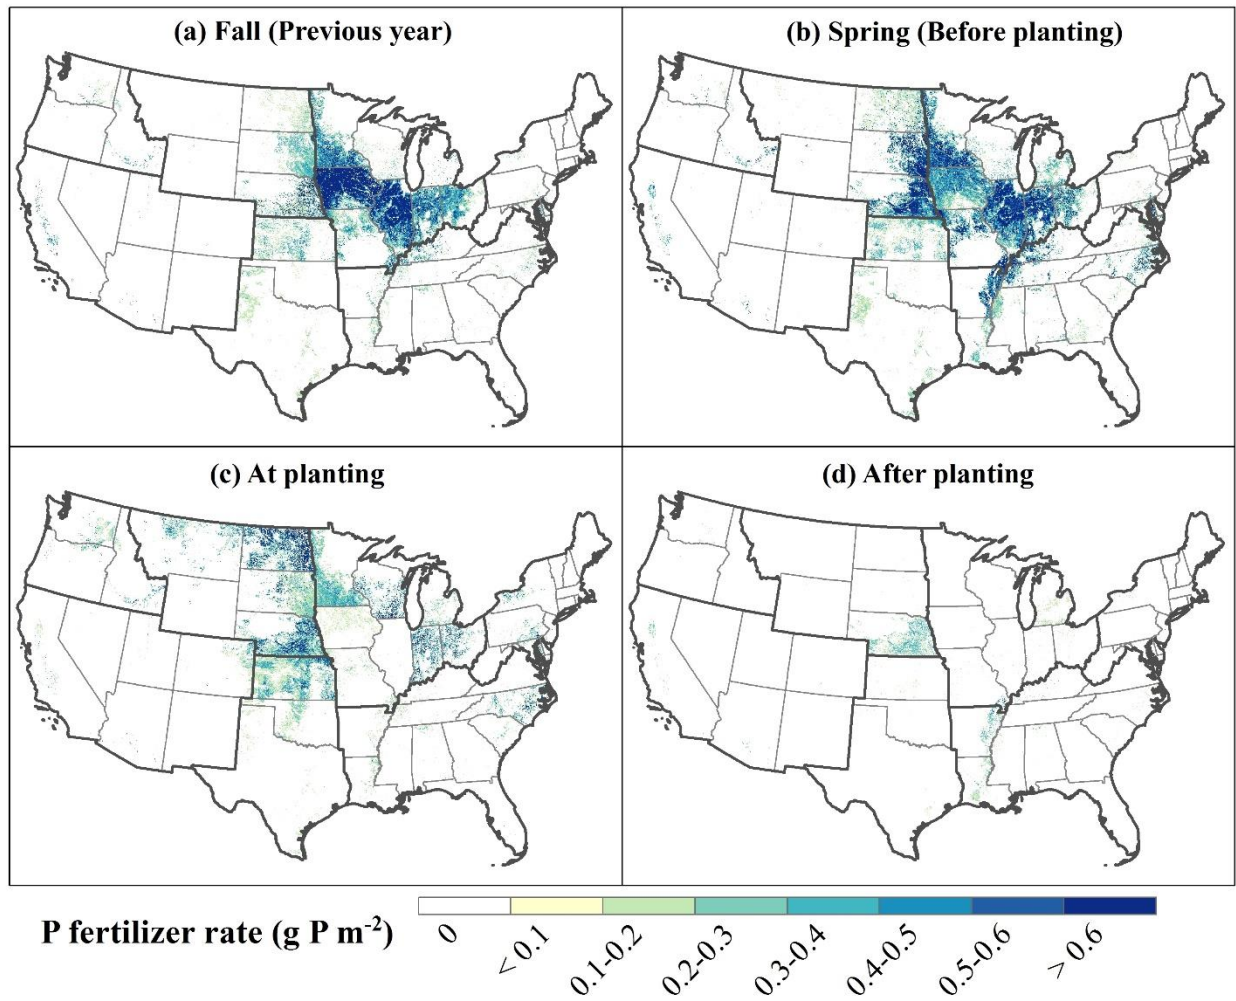 (a) Fall (Previous year)
(b) Spring (Before planting)
(c) At planting
(d) After planting
P fertilizer rate (g P m⁻²)
0
< 0.1
0.1-0.2
0.2-0.3
0.3-0.4
0.4-0.5
0.5-0.6
> 0.6